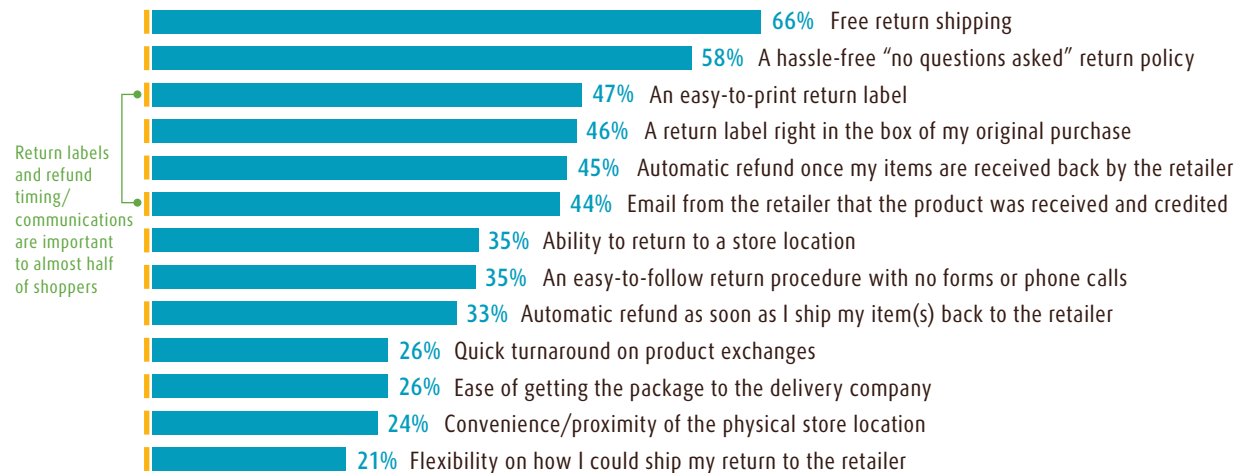 66% Free return shipping
58% A hassle-free “no questions asked” return policy
47% An easy-to-print return label
46% A return label right in the box of my original purchase
45% Automatic refund once my items are received back by the retailer
44% Email from the retailer that the product was received and credited
35% Ability to return to a store location
35% An easy-to-follow return procedure with no forms or phone calls
33% Automatic refund as soon as I ship my item(s) back to the retailer
26% Quick turnaround on product exchanges
26% Ease of getting the package to the delivery company
24% Convenience/proximity of the physical store location
21% Flexibility on how I could ship my return to the retailer
Return labels
and refund
timing/
communications
are important
to almost half
of shoppers